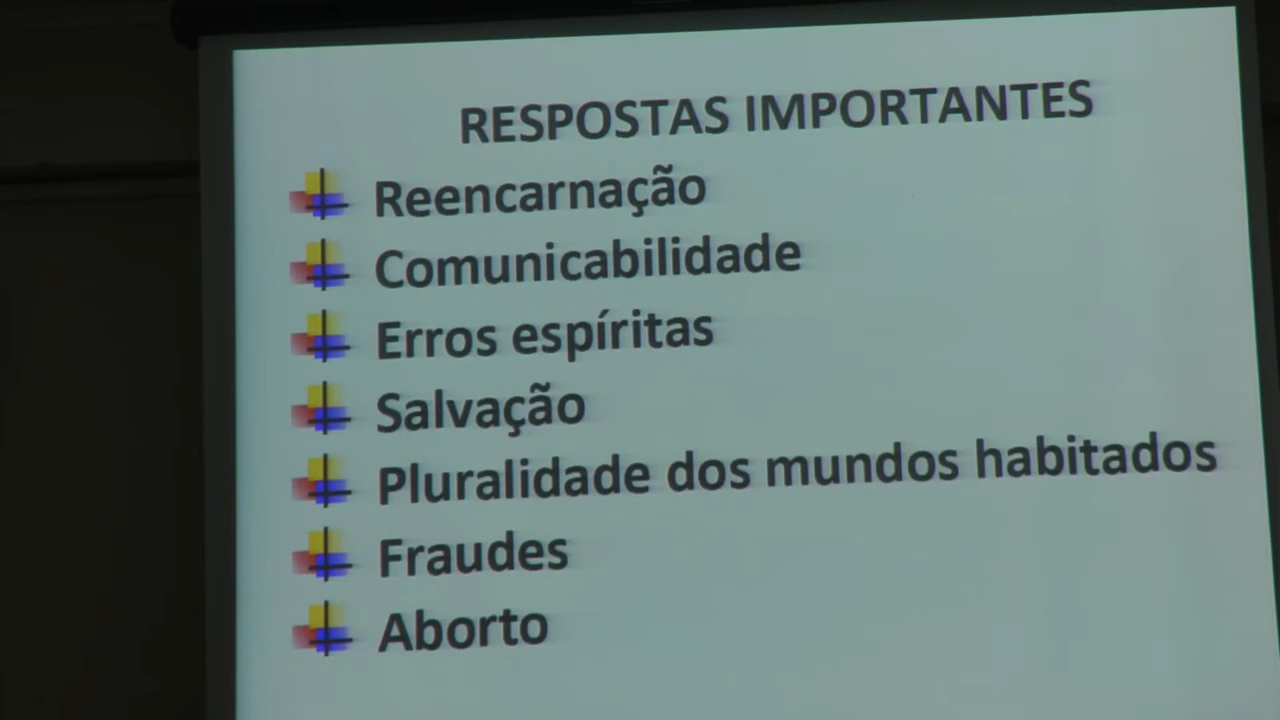 RESPOSTAS IMPORTANTES
Reencarnação
Comunicabilidade
Erros espíritas
Salvação
Pluralidade dos mundos habitados
Fraudes
Aborto